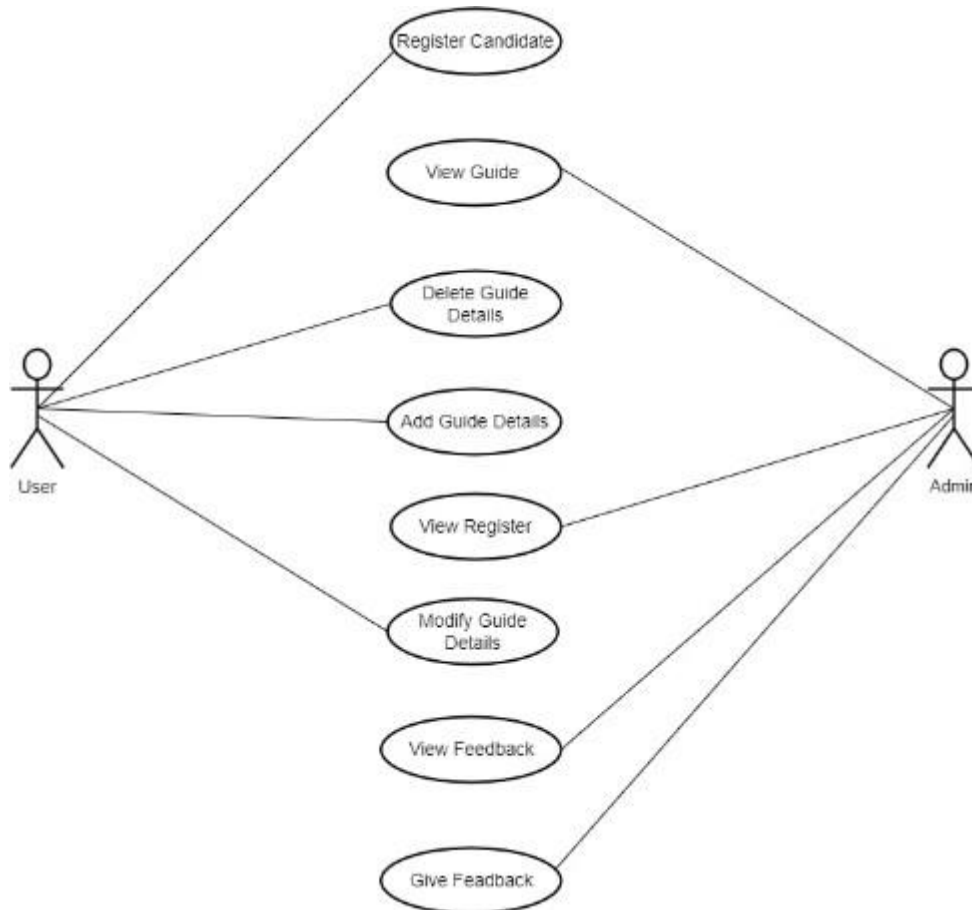 Register Candidate
View Guide
Delete Guide
Details
Add Guide Details
User
Admin
View Register
Modify Guide
Details
View Feedback
Give Feadback